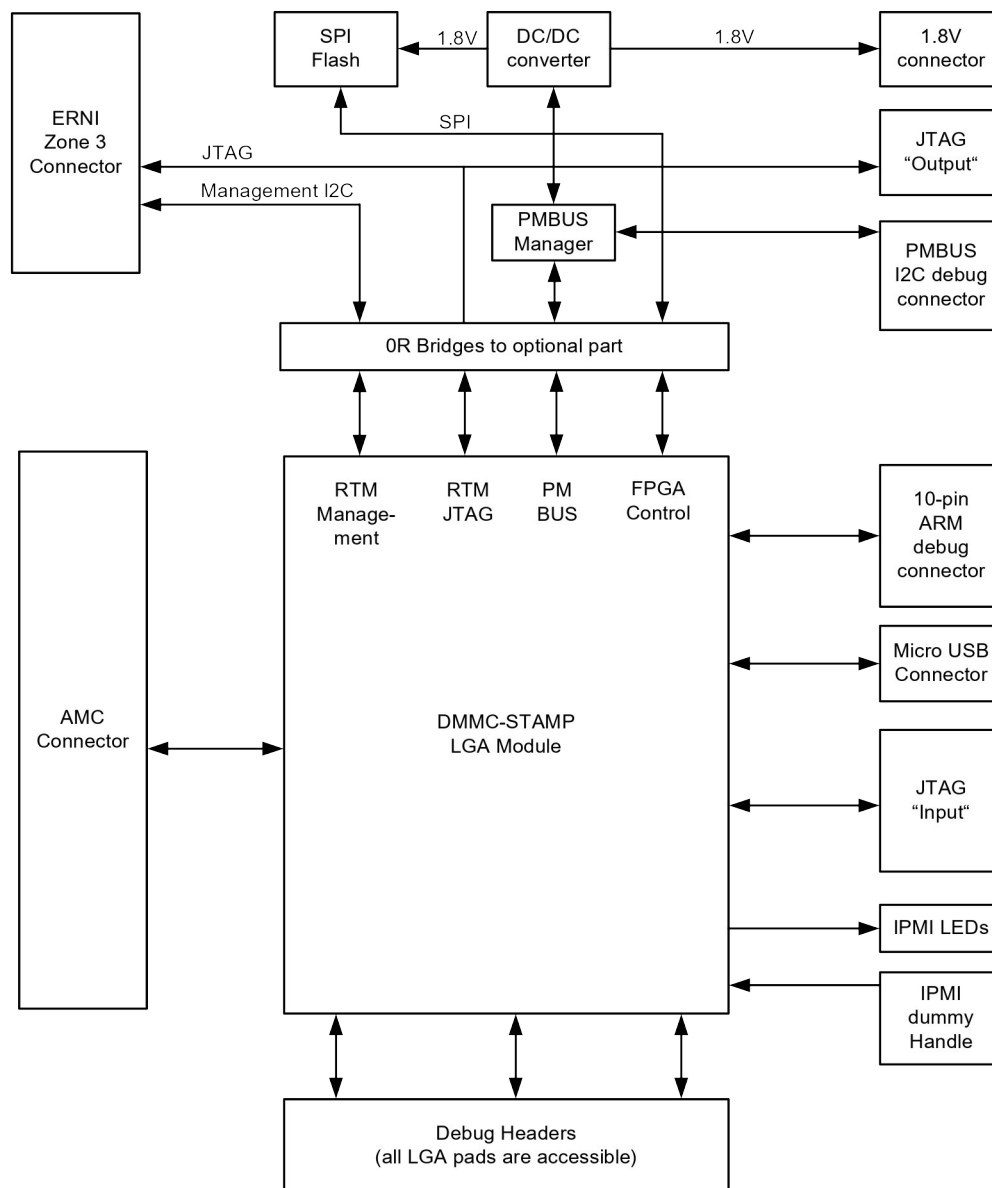 SPI
Flash
1.8V
DC/DC
converter
1.8V
1.8V
connector
ERNI
Zone 3
Connector
SPI
JTAG
JTAG
“Output“
Management I2C
PMBUS
Manager
PMBUS
I2C debug
connector
0R Bridges to optional part
RTM
Manage-
ment
RTM
JTAG
PM
BUS
FPGA
Control
10-pin
ARM
debug
connector
Micro USB
Connector
AMC
Connector
DMMC-STAMP
LGA Module
JTAG
“Input“
IPMI LEDs
IPMI
dummy
Handle
Debug Headers
(all LGA pads are accessible)